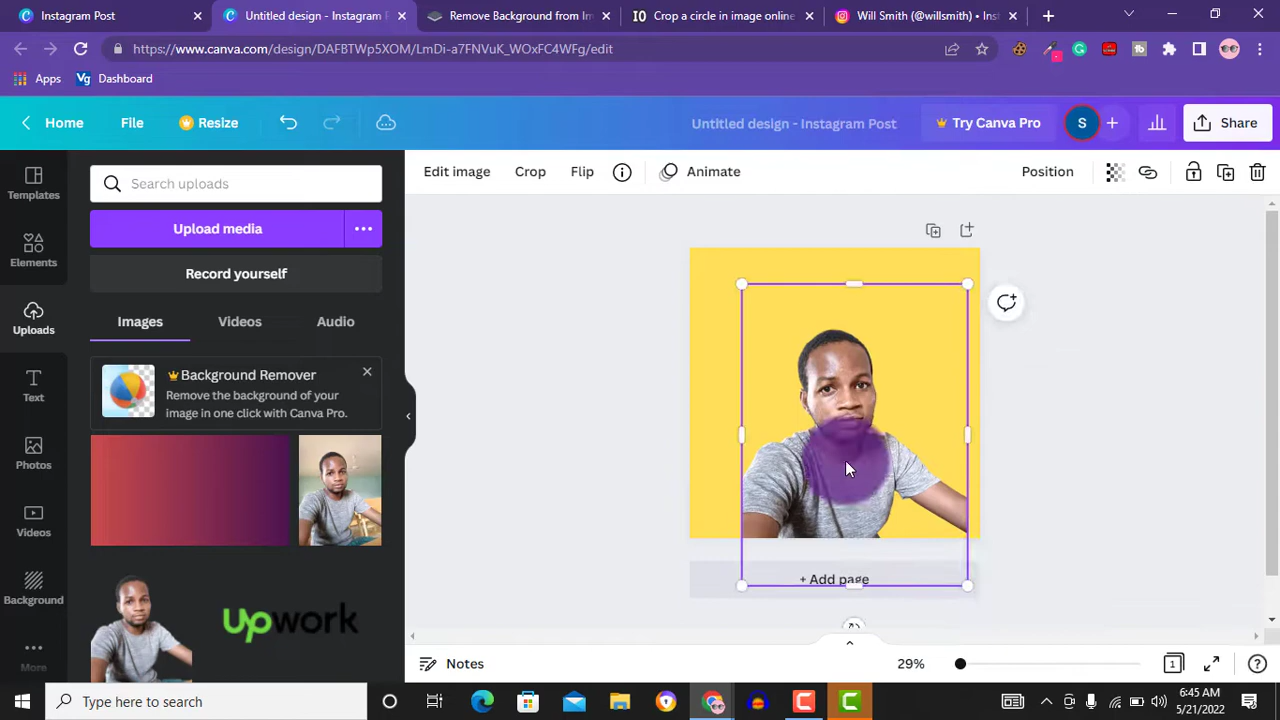 Instagram Post
Untitled design - Instagram P
Remove Background from Im
IO Crop a circle in image online
Will Smith (@willsmith) • Inst
https://www.canva.com/design/DAFBTWp5XOM/LmDi-a7FNVuK_WOxFC4WFg/edit
Apps
Vg Dashboard
Home
File
Resize
Untitled design - Instagram Post
Try Canva Pro
S
Share
Templates
Elements
Uploads
Text
Photos
Videos
Background
More
Search uploads
Upload media
Record yourself
Images
Videos
Audio
Background Remover
Remove the background of your
image in one click with Canva Pro.
Upwork
Edit image
Crop
Flip
Animate
Position
+ Add page
Notes
29%
1
Type here to search
6:45 AM
5/21/2022